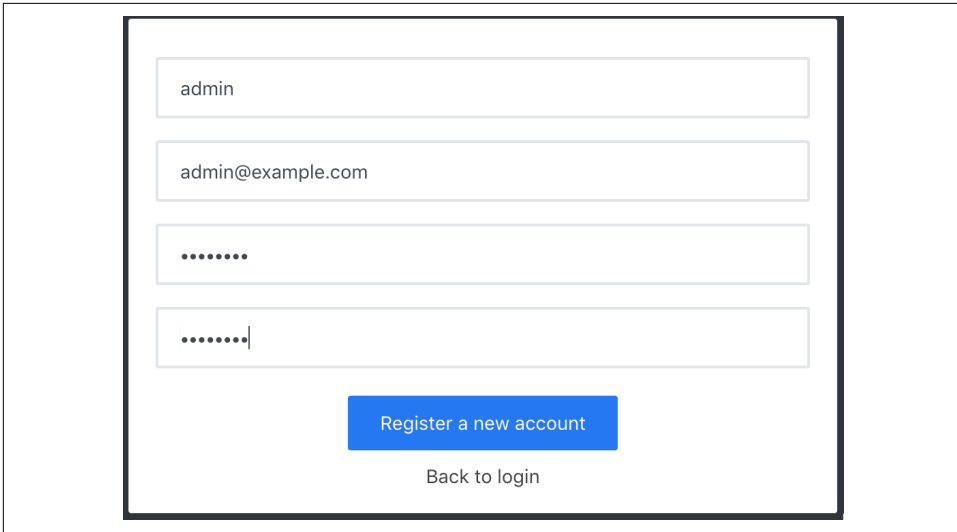 admin
admin@example.com
••••••••
••••••••
Register a new account
Back to login